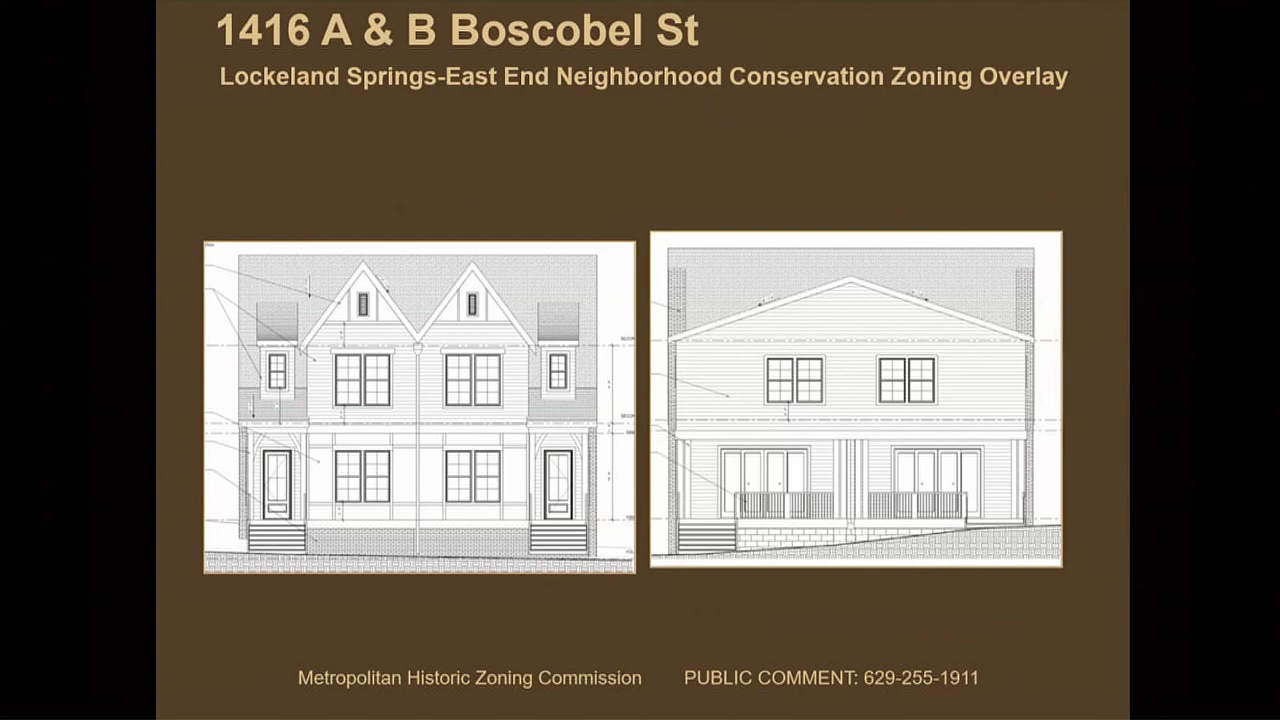 1416 A & B Boscobel St
Lockeland Springs-East End Neighborhood Conservation Zoning Overlay
Metropolitan Historic Zoning Commission
PUBLIC COMMENT: 629-255-1911